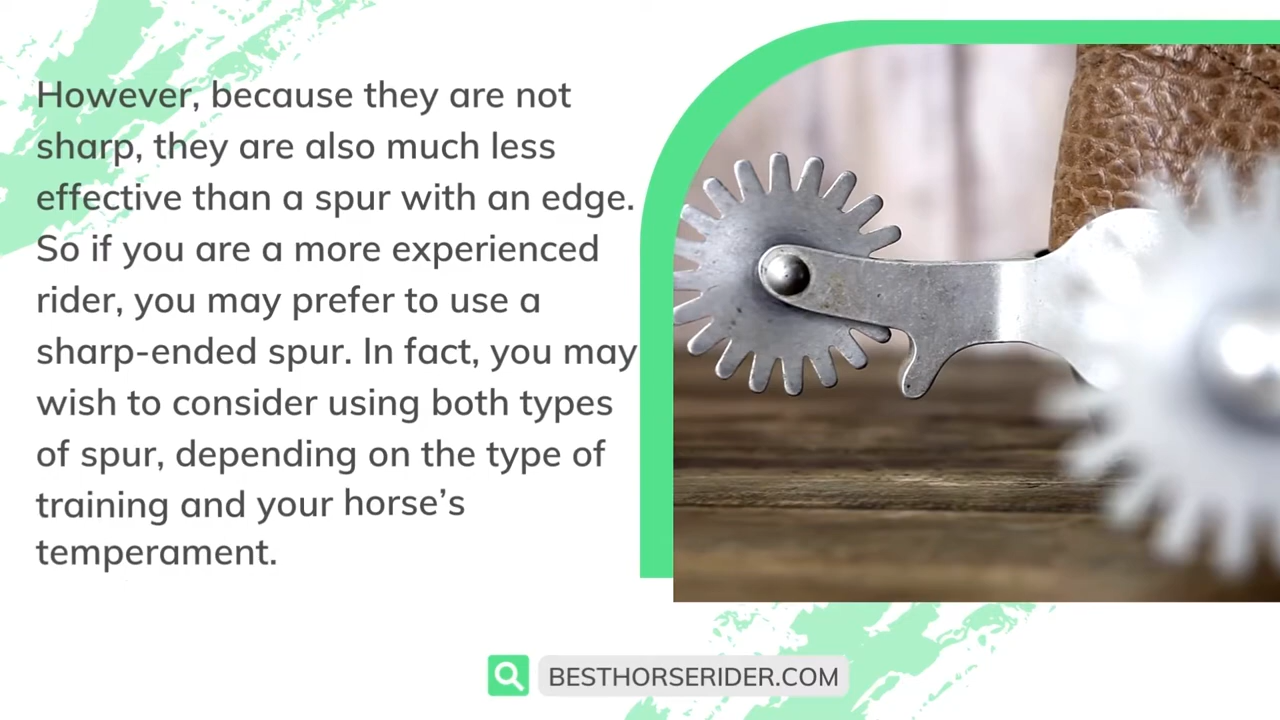 However, because they are not
sharp, they are also much less
effective than a spur with an edge.
So if you are a more experienced
rider, you may prefer to use a
sharp-ended spur. In fact, you may
wish to consider using both types
of spur, depending on the type of
training and your horse’s
temperament.
BESTHORSERIDER.COM